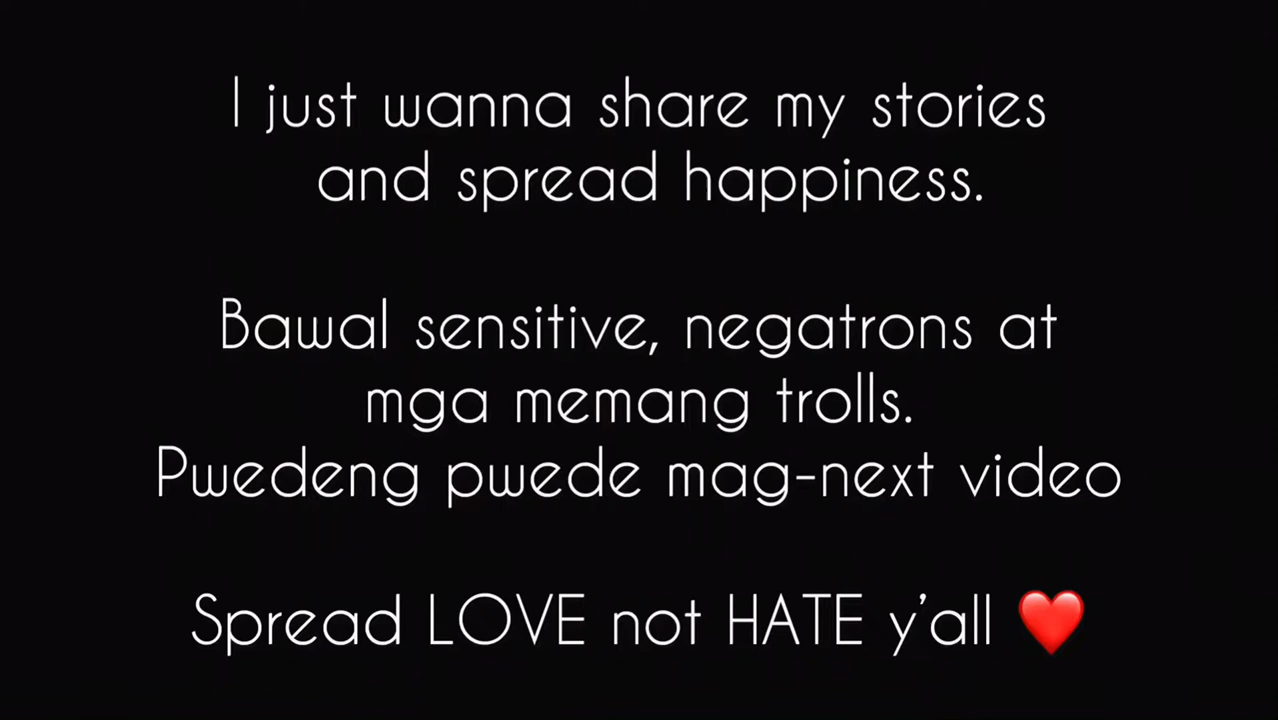 I just wanna share my stories
and spread happiness.
Bawal sensitive, negatrons at
mga memang trolls.
Pwedeng pwede mag-next video
Spread LOVE not HATE y'all ❤️